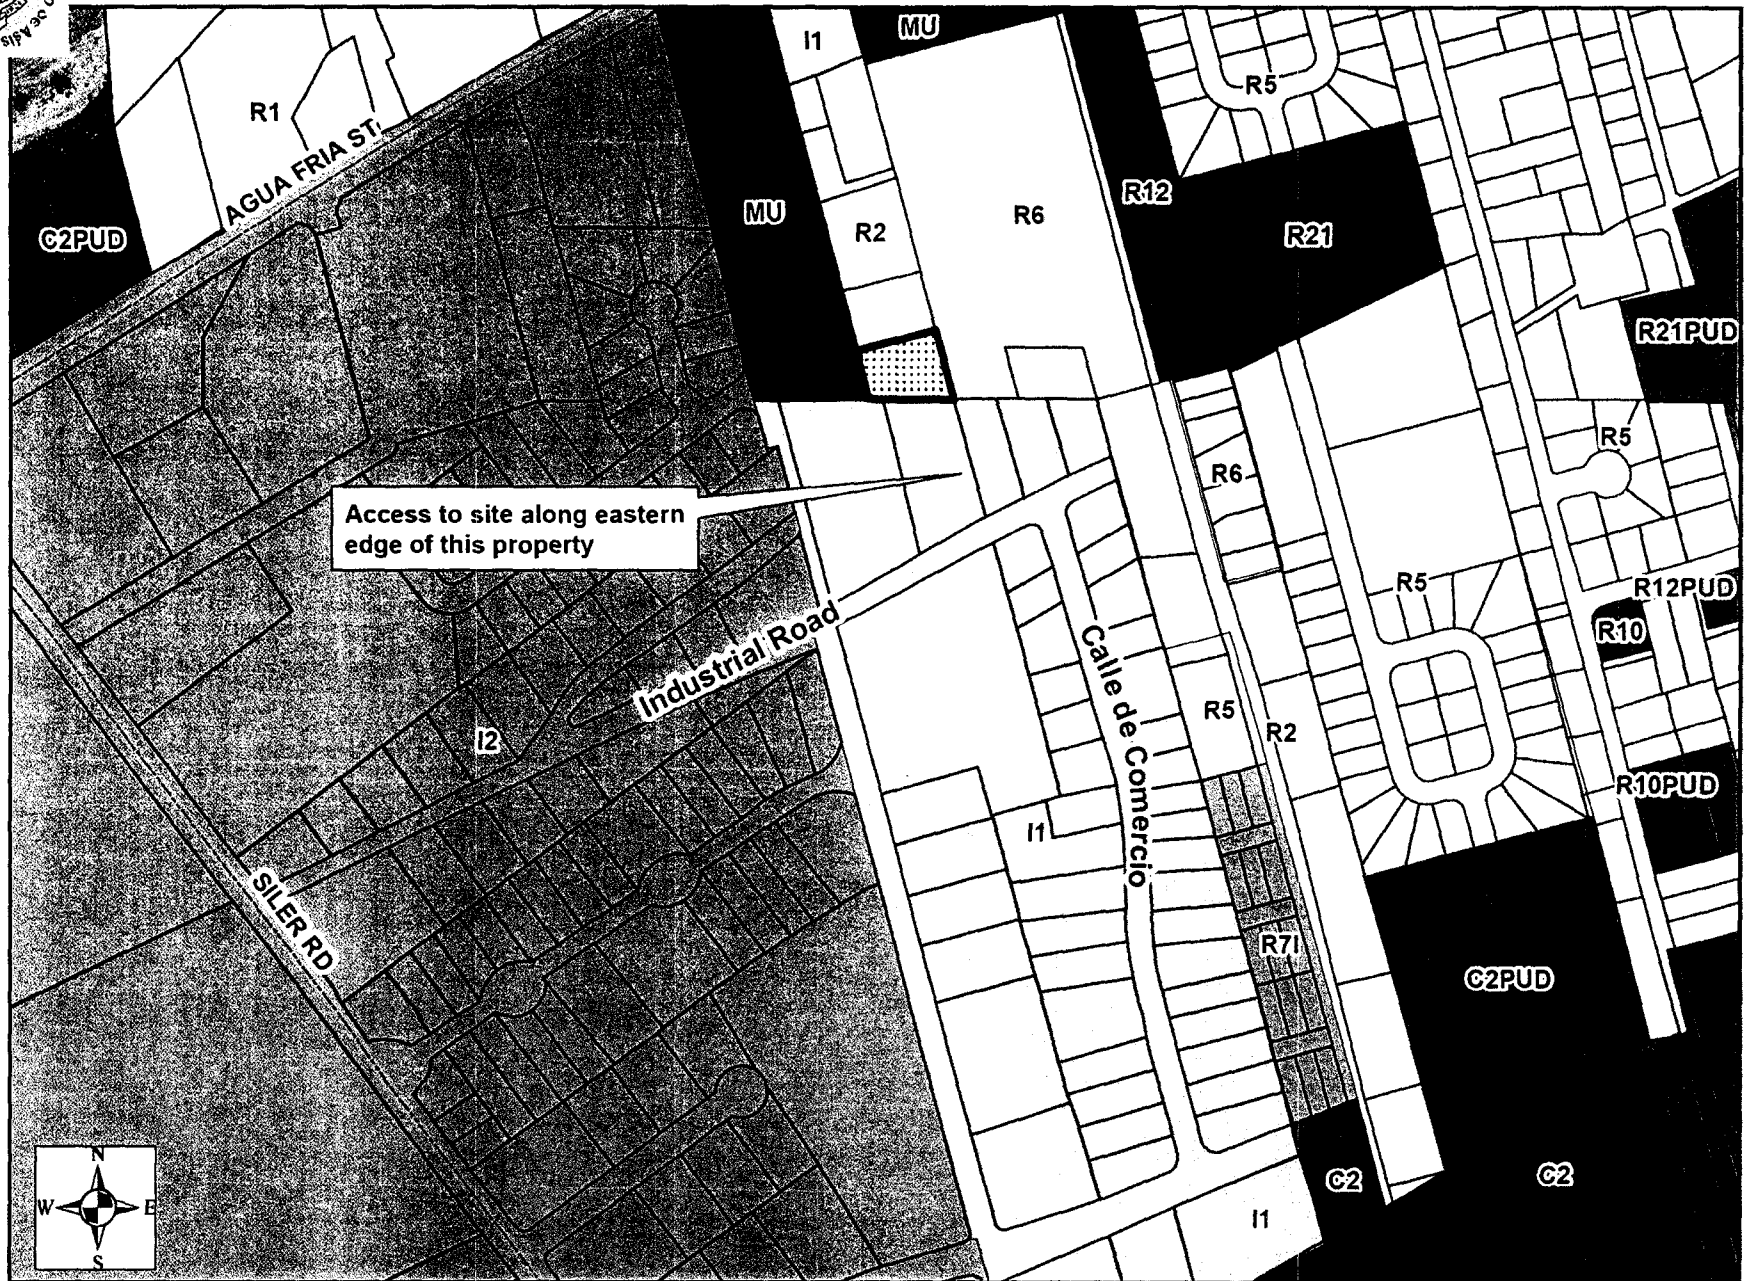 I1
MU
R5
R1
AGUA FRIA ST
R12
MU
R6
R2
R21
C2PUD
R21PUD
R5
R6
Access to site along eastern
edge of this property
R5
R12PUD
R10
Industrial Road
Calle de Comercio
R5
R2
I2
R10PUD
I1
SILER RD
R7I
C2PUD
N
W
E
S
C2
C2
I1